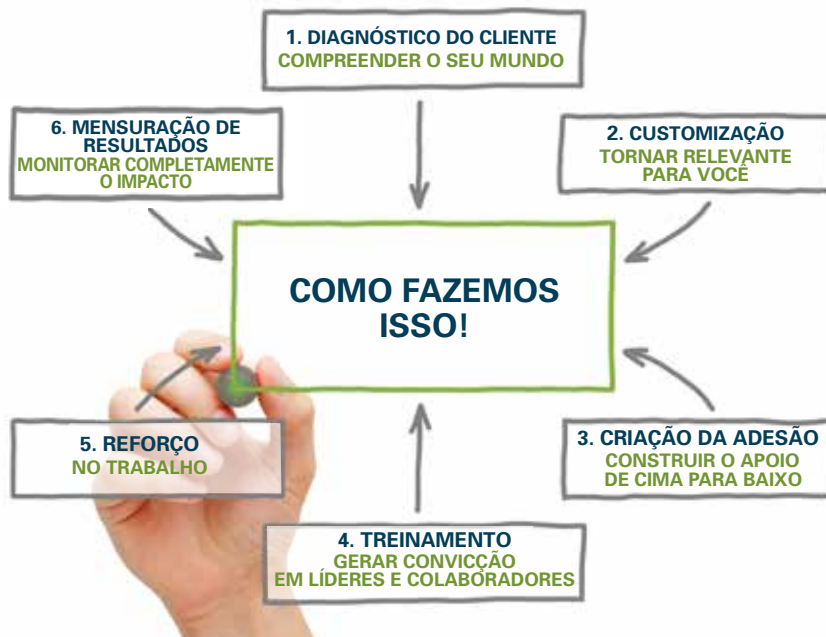 1. DIAGNÓSTICO DO CLIENTE
COMPREENDER O SEU MUNDO
2. CUSTOMIZAÇÃO
TORNAR RELEVANTE
PARA VOCÊ
3. CRIAÇÃO DA ADESÃO
CONSTRUIR O APOIO
DE CIMA PARA BAIXO
4. TREINAMENTO
GERAR CONVICÇÃO
EM LÍDERES E COLABORADORES
5. REFORÇO
NO TRABALHO
6. MENSURAÇÃO DE
RESULTADOS
MONITORAR COMPLETAMENTE
O IMPACTO
COMO FAZEMOS
ISSO!